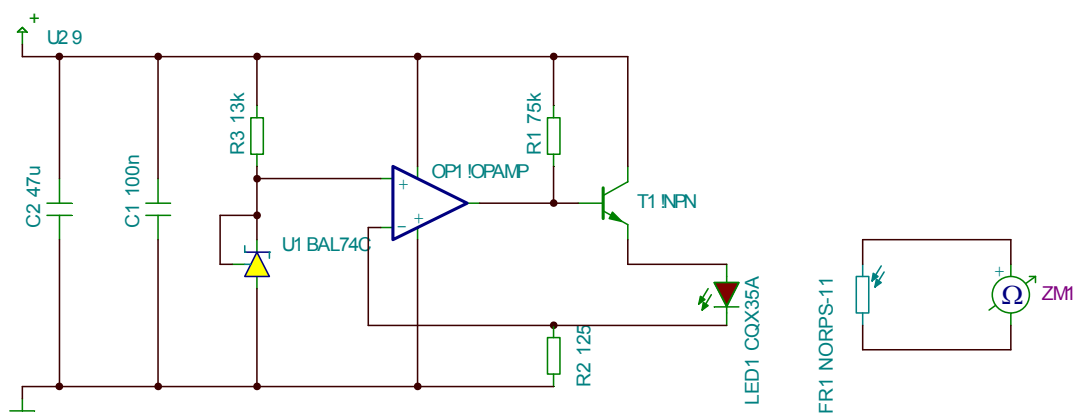 +
U2 9
C2 47u
C1 100n
R3 13k
U1 BAL74C
+
-
+
OP1 !OPAMP
R1 75k
T1 !NPN
LED1 CQX35A
R2 125
FR1 NORPS-11
+
Ω
ZM1